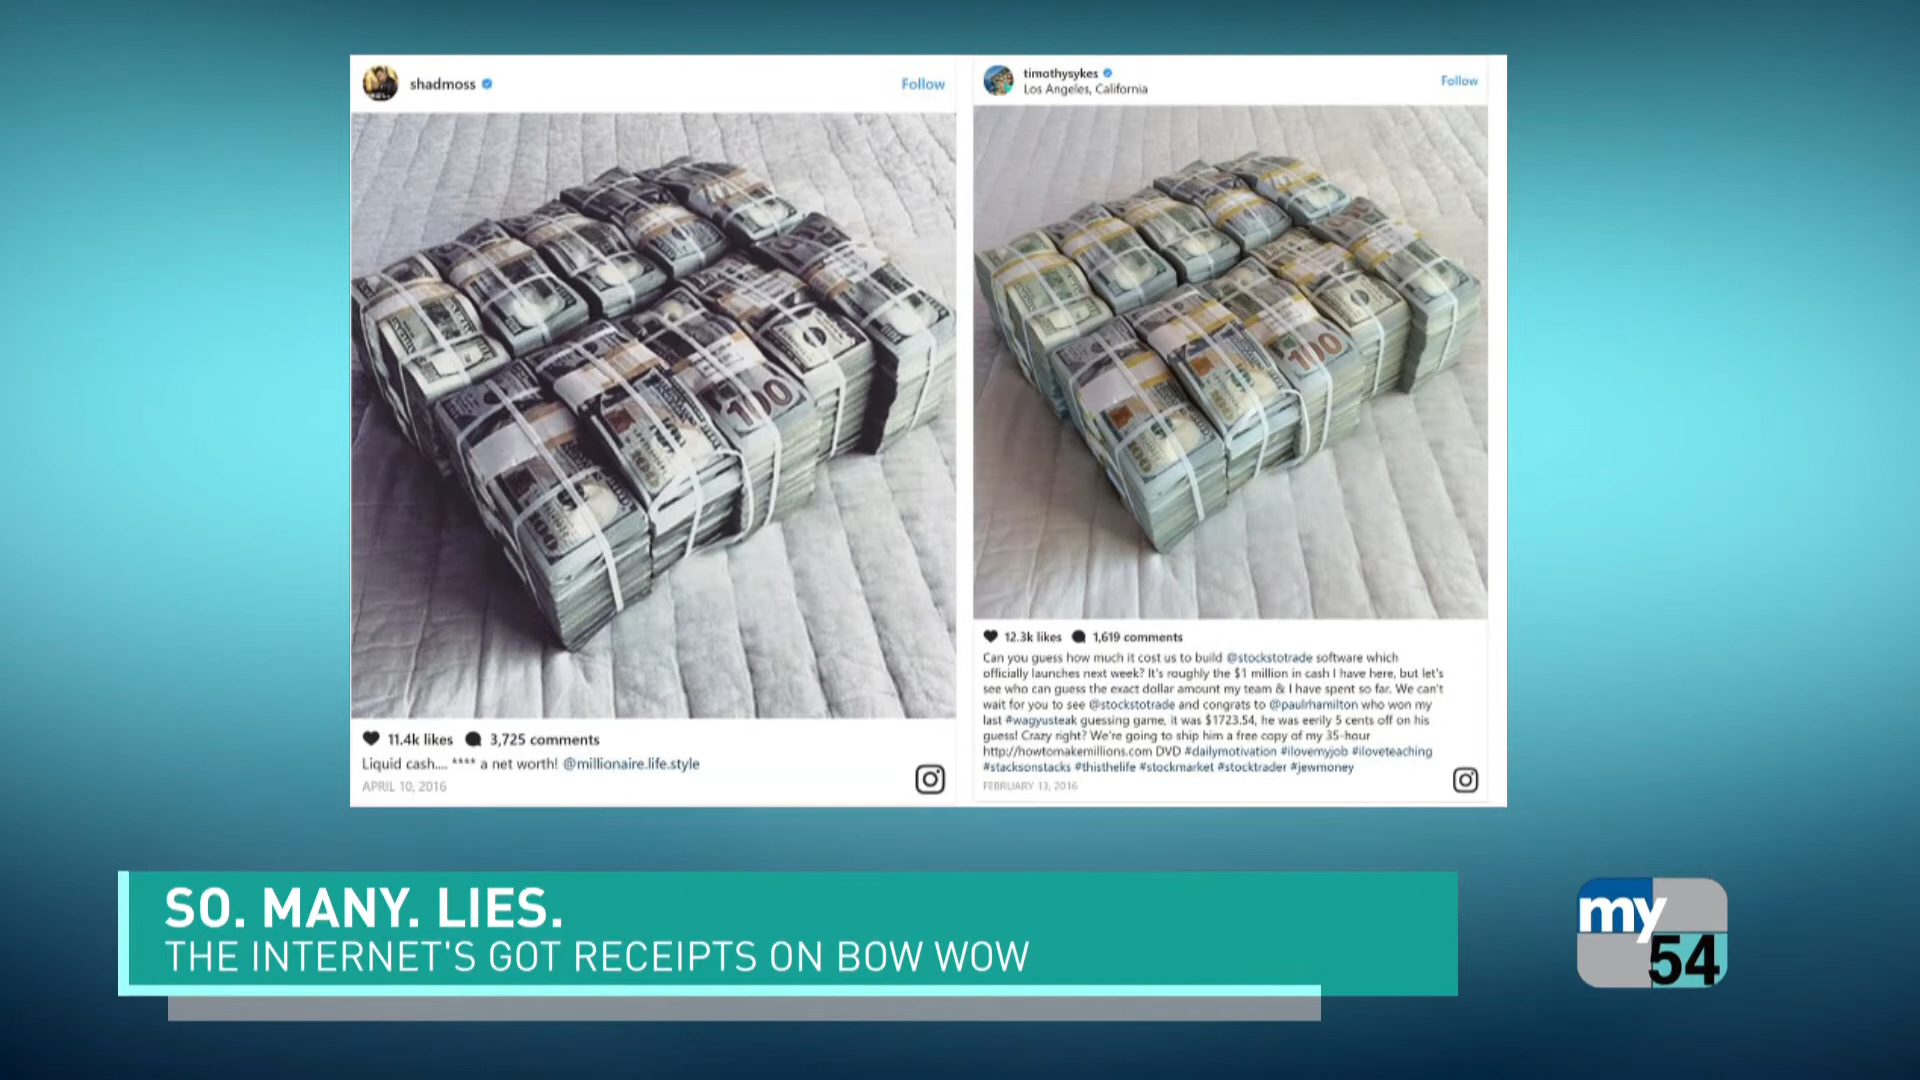 shadmoss
Follow
11.4k likes 3,725 comments
Liquid cash.... **** a net worth! @millionaire.life.style
APRIL 10, 2016
timothysykes
Los Angeles, California
Follow
100
12.3k likes 1,619 comments
Can you guess how much it cost us to build @stockstotrade software which
officially launches next week? It's roughly the $1 million in cash I have here, but let's
see who can guess the exact dollar amount my team & I have spent so far. We can't
wait for you to see @stockstotrade and congrats to @paulrhamilton who won my
last #wagyusteak guessing game, it was $1723.54, he was eerily 5 cents off on his
guess! Crazy right? We're going to ship him a free copy of my 35-hour
http://howtomakemillions.com DVD #dailymotivation #ilovemyjob #iloveteaching
#stacksonstacks #thisthelife #stockmarket #stocktrader #jewmoney
FEBRUARY 13, 2016
SO. MANY. LIES.
THE INTERNET'S GOT RECEIPTS ON BOW WOW
my
54